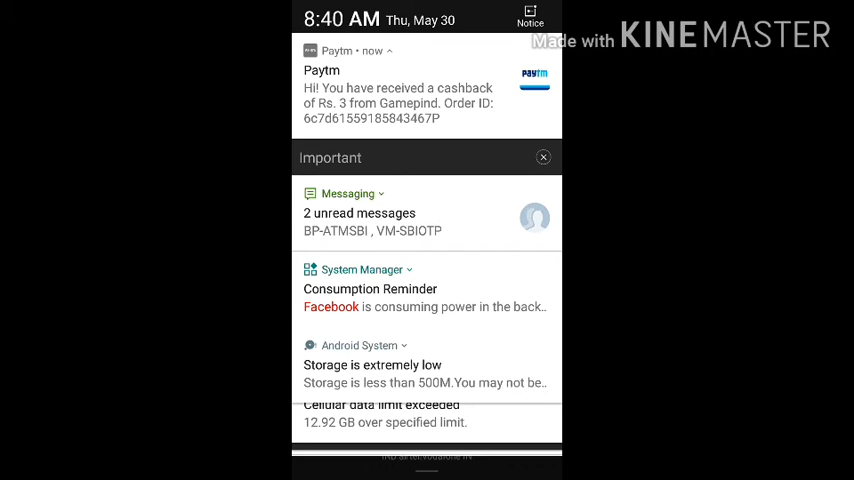 8:40 AM Thu, May 30
Notice
Made with KINEMASTER
Paytm • now
Paytm
paytm
Hi! You have received a cashback
of Rs. 3 from Gamepind. Order ID:
6c7d61559185843467P
Important
Messaging
2 unread messages
BP-ATMSBI , VM-SBIOTP
System Manager
Consumption Reminder
Facebook is consuming power in the back..
Android System
Storage is extremely low
Storage is less than 500M.You may not be..
Cellular data limit exceeded
12.92 GB over specified limit.